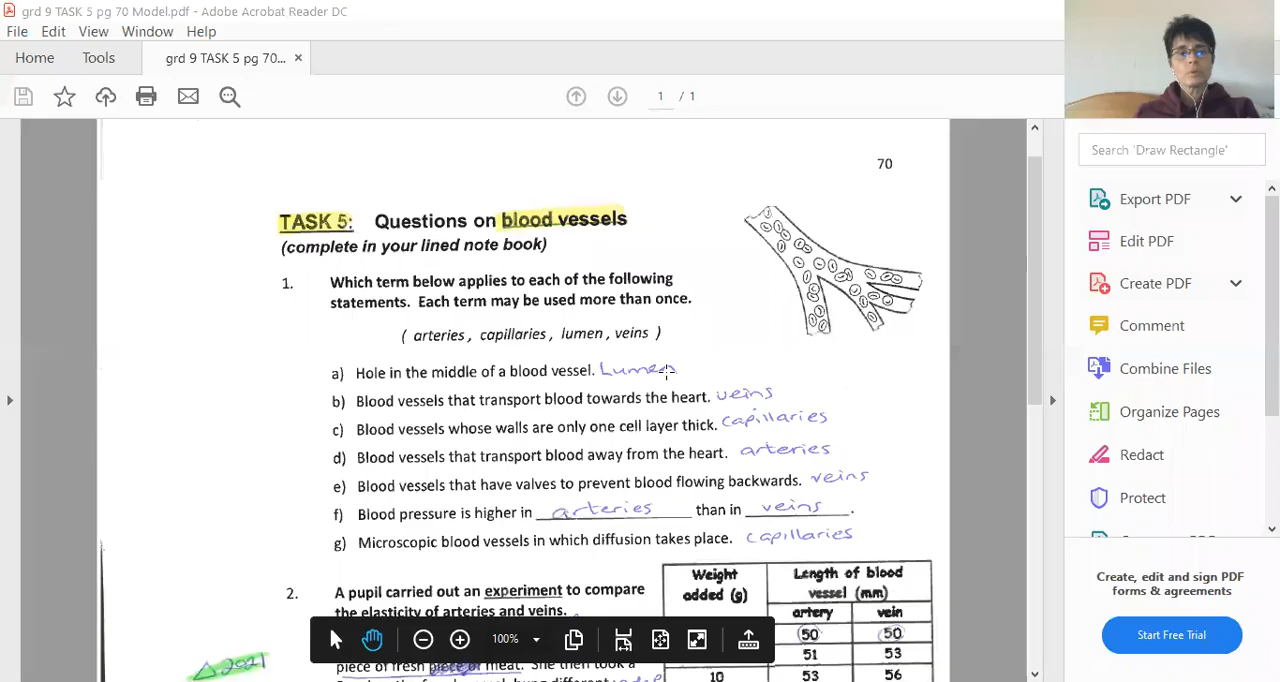 grd 9 TASK 5 pg 70 Model.pdf - Adobe Acrobat Reader DC
File Edit View Window Help
Home Tools grd 9 TASK 5 pg 70... ×
1 / 1
Search 'Draw Rectangle'
Export PDF
Edit PDF
Create PDF
Comment
Combine Files
Organize Pages
Redact
Protect
Create, edit and sign PDF
forms & agreements
Start Free Trial
70
TASK 5: Questions on blood vessels
(complete in your lined note book)
1. Which term below applies to each of the following
statements. Each term may be used more than once.
( arteries , capillaries , lumen , veins )
a) Hole in the middle of a blood vessel. Lumen
b) Blood vessels that transport blood towards the heart. veins
c) Blood vessels whose walls are only one cell layer thick. capillaries
d) Blood vessels that transport blood away from the heart. arteries
e) Blood vessels that have valves to prevent blood flowing backwards. veins
f) Blood pressure is higher in arteries than in veins.
g) Microscopic blood vessels in which diffusion takes place. capillaries
2. A pupil carried out an experiment to compare
the elasticity of arteries and veins.
piece of fresh piece of meat. She then took a
Weight added (g) Length of blood vessel (mm)
artery vein
50 50
51 53
10 53 56
100%
△2021